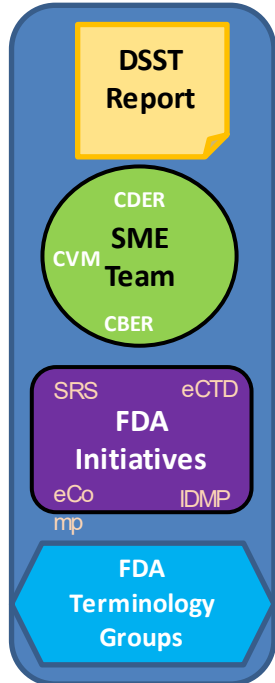 DSST
Report
CDER
SME
CVM Team
CBER
SRS eCTD
FDA
Initiatives
eCo IDMP
mp
FDA
Terminology
Groups